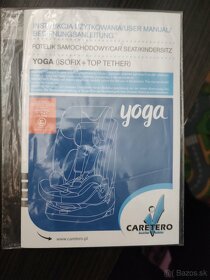 INSTRUKCJA UŻYTKOWANIA/USER MANUAL/
BEDIENUNGSANLEITUNG
FOTELIK SAMOCHODOWY/CAR SEAT/KINDERSITZ
YOGA (ISOFIX + TOP TETHER)
yoga
CARETERO
www.caretero.pl
bazos.sk